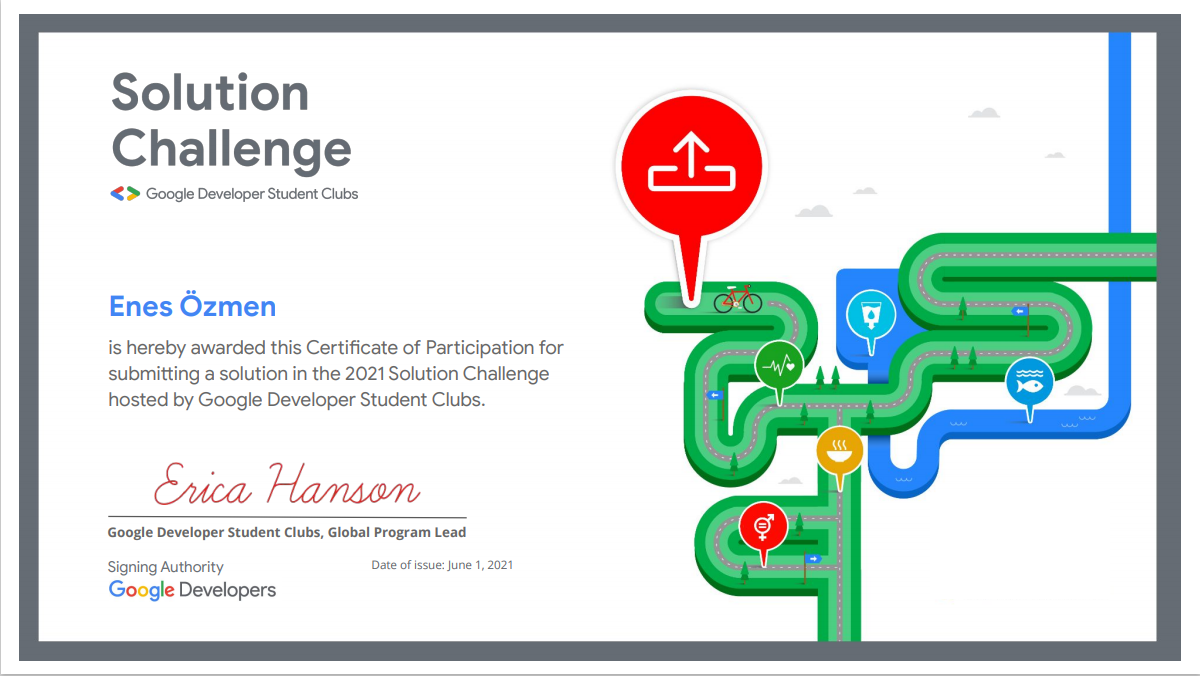 Solution
Challenge
Google Developer Student Clubs
Enes Özmen
is hereby awarded this Certificate of Participation for
submitting a solution in the 2021 Solution Challenge
hosted by Google Developer Student Clubs.
Erica Hanson
Google Developer Student Clubs, Global Program Lead
Signing Authority
Date of issue: June 1, 2021
Google Developers